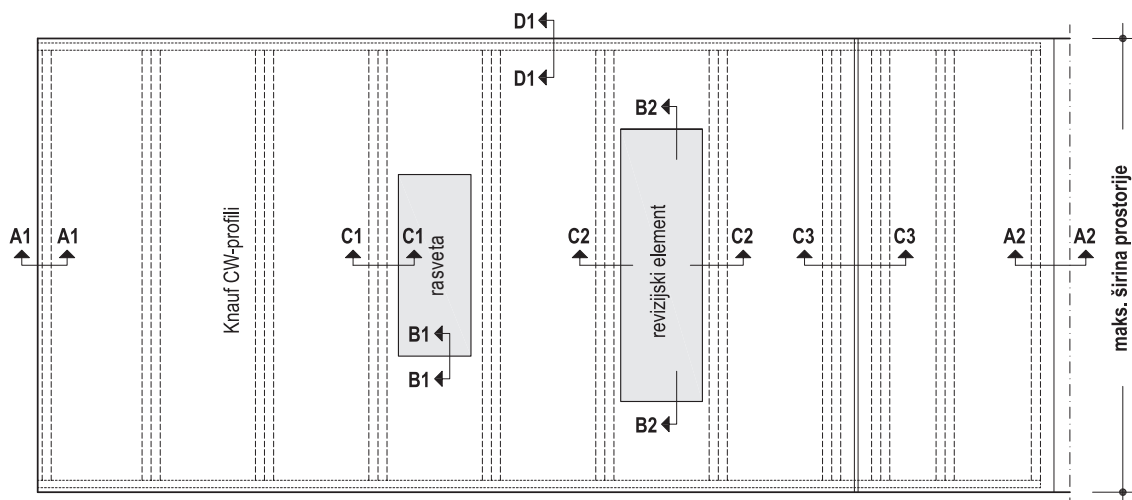 D1
D1
B2
A1 A1
Knauf CW-profili
C1 C1
rasveta
B1
B1
C2
revizijski element
C2
C3 C3
A2 A2
B2
maks. širina prostorije